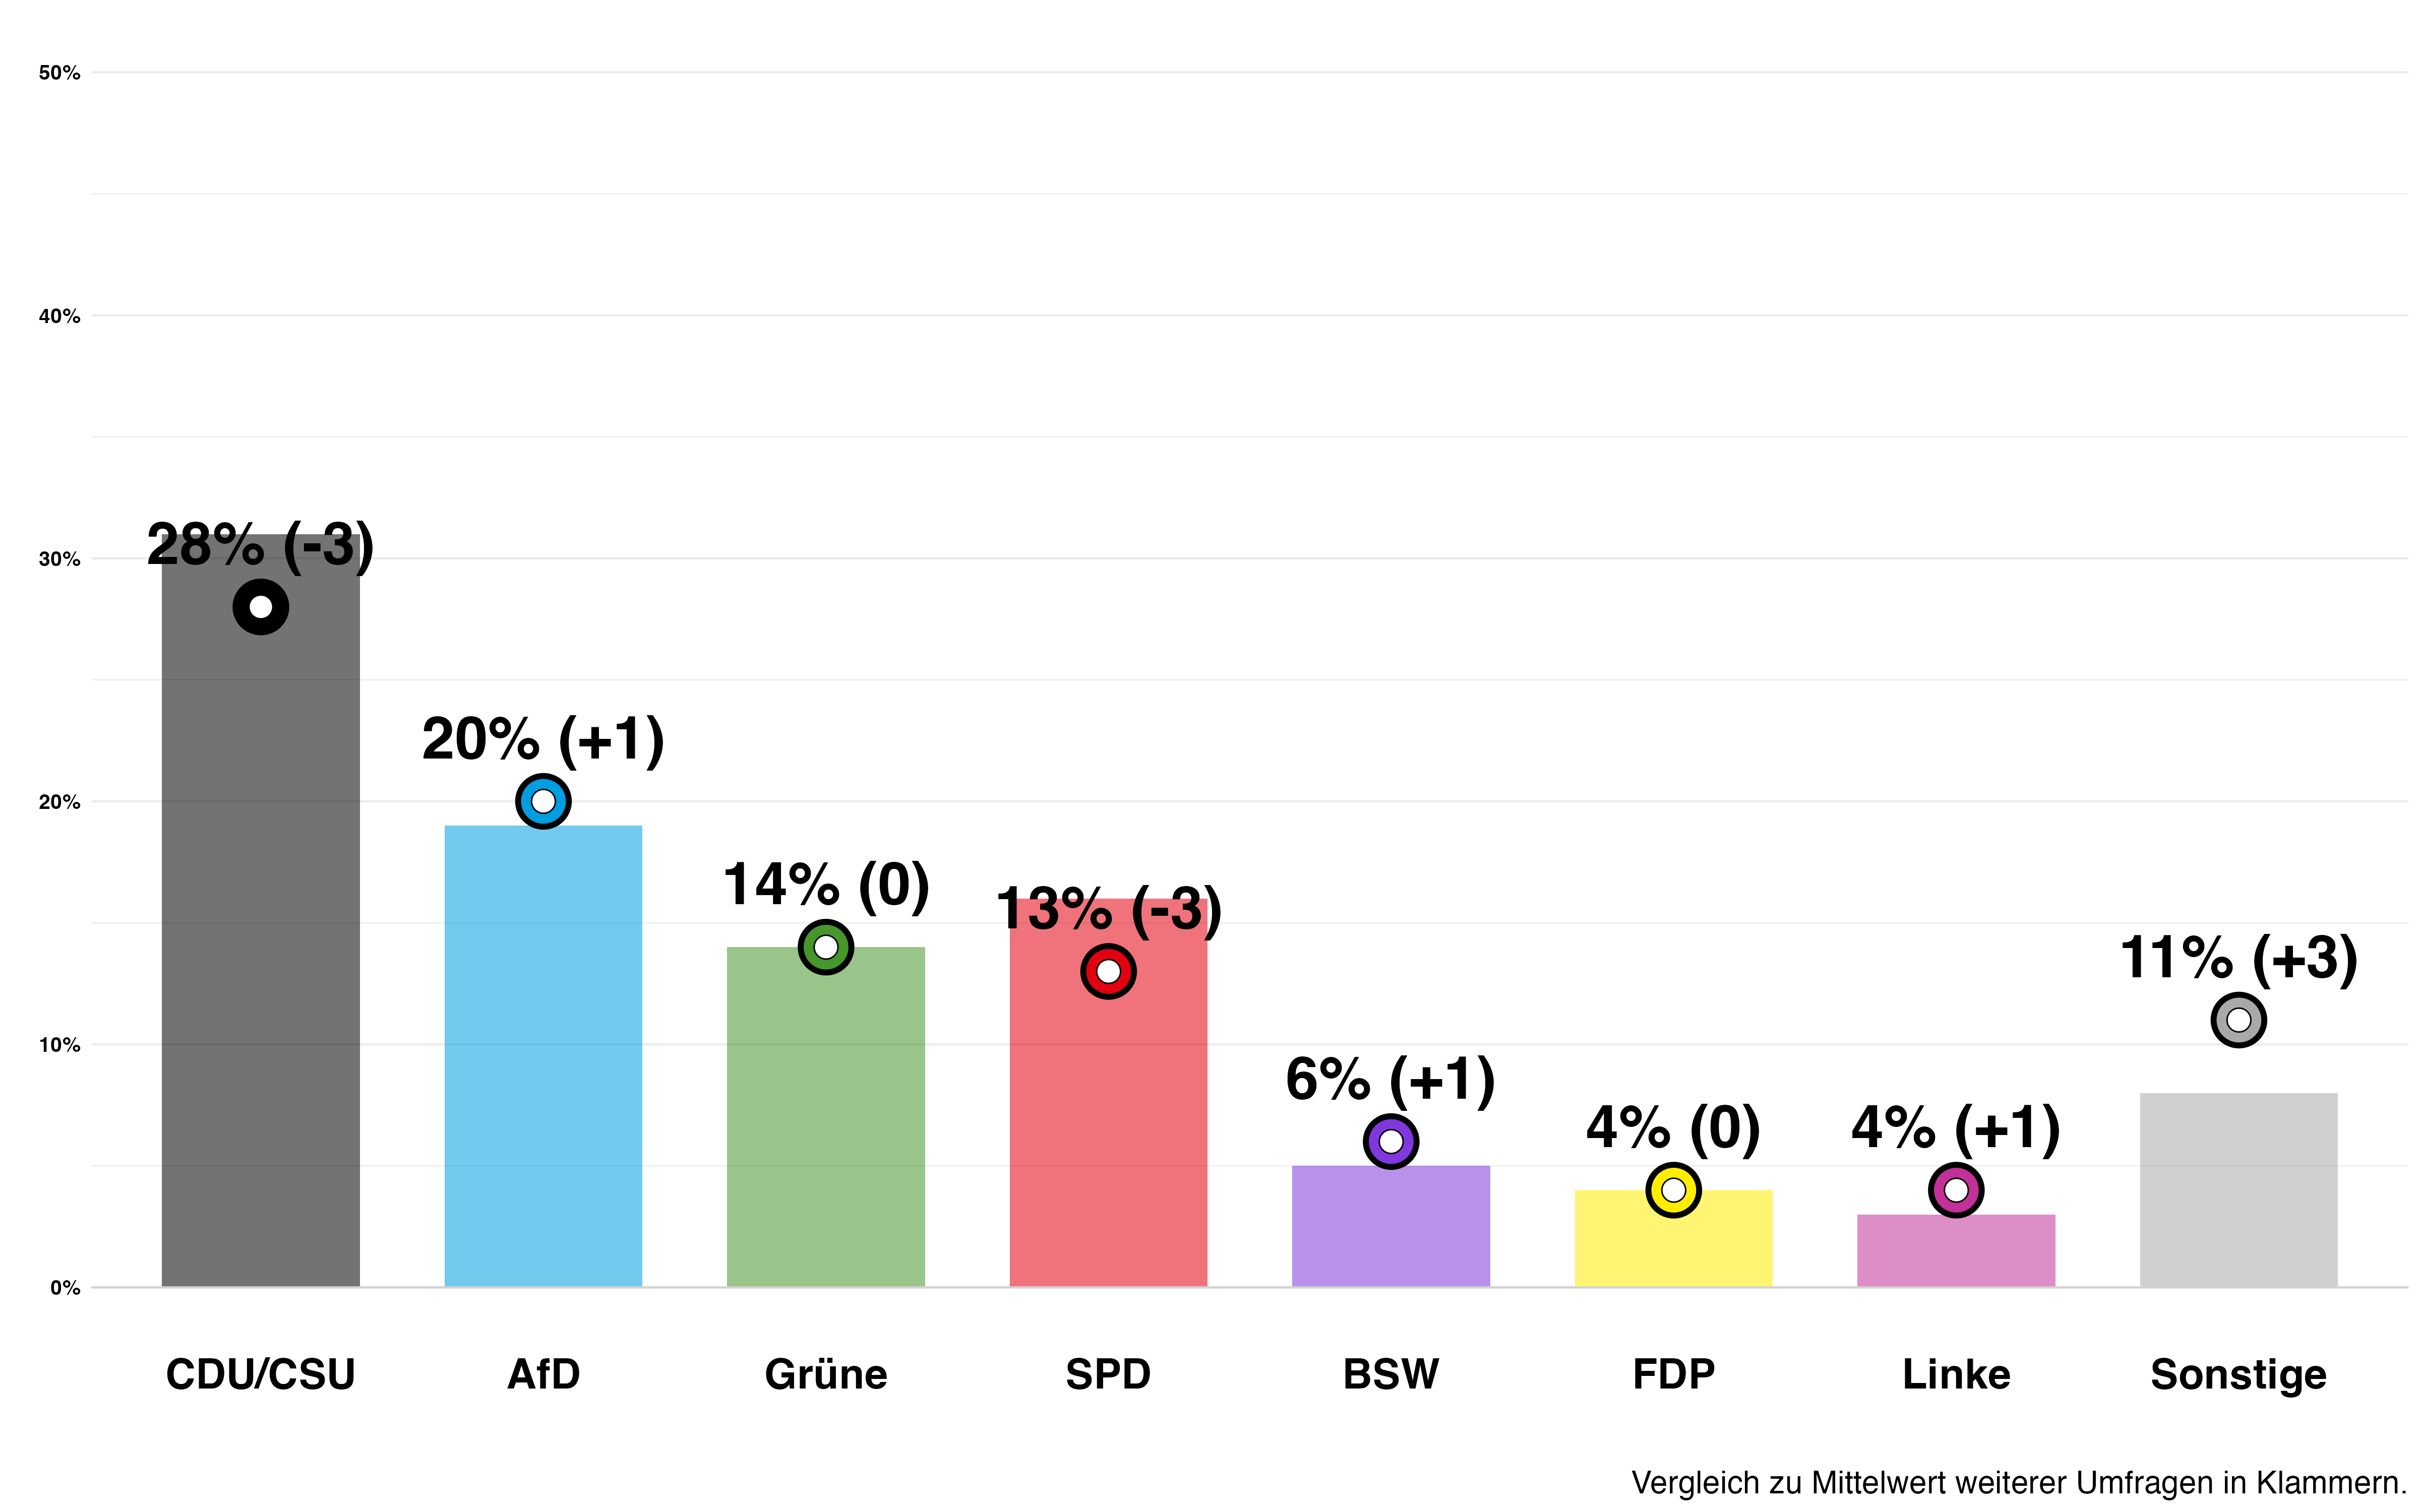 50%
40%
30%
20%
10%
0%
28% (-3)
20% (+1)
14% (0)
13% (-3)
6% (+1)
4% (0)
4% (+1)
11% (+3)
CDU/CSU
AfD
Grüne
SPD
BSW
FDP
Linke
Sonstige
Vergleich zu Mittelwert weiterer Umfragen in Klammern.